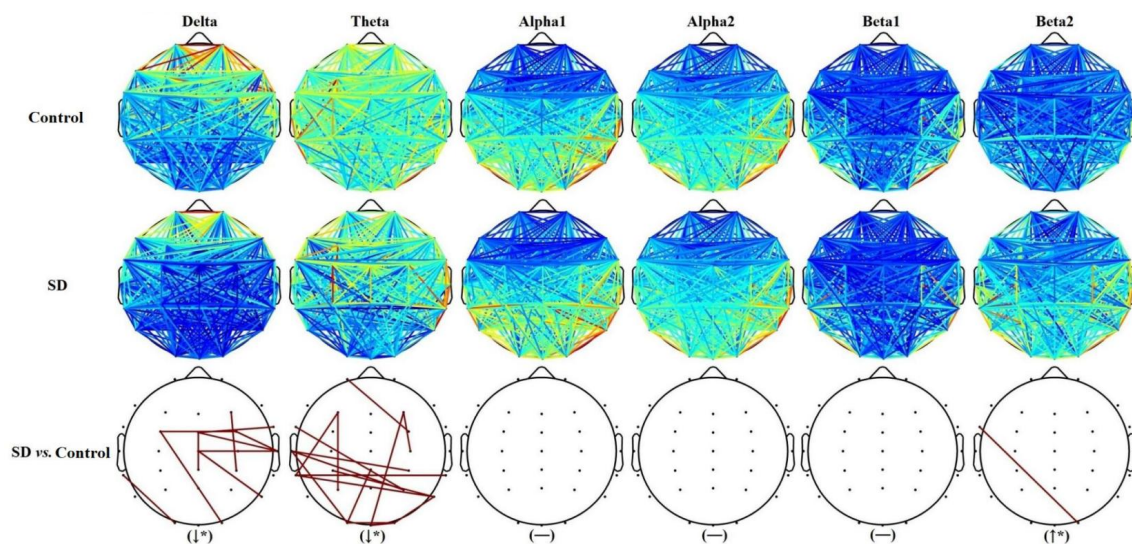 Delta Theta Alpha1 Alpha2 Beta1 Beta2
Control
SD
SD vs. Control
(↓*) (↓*) (—) (—) (—) (↑*)